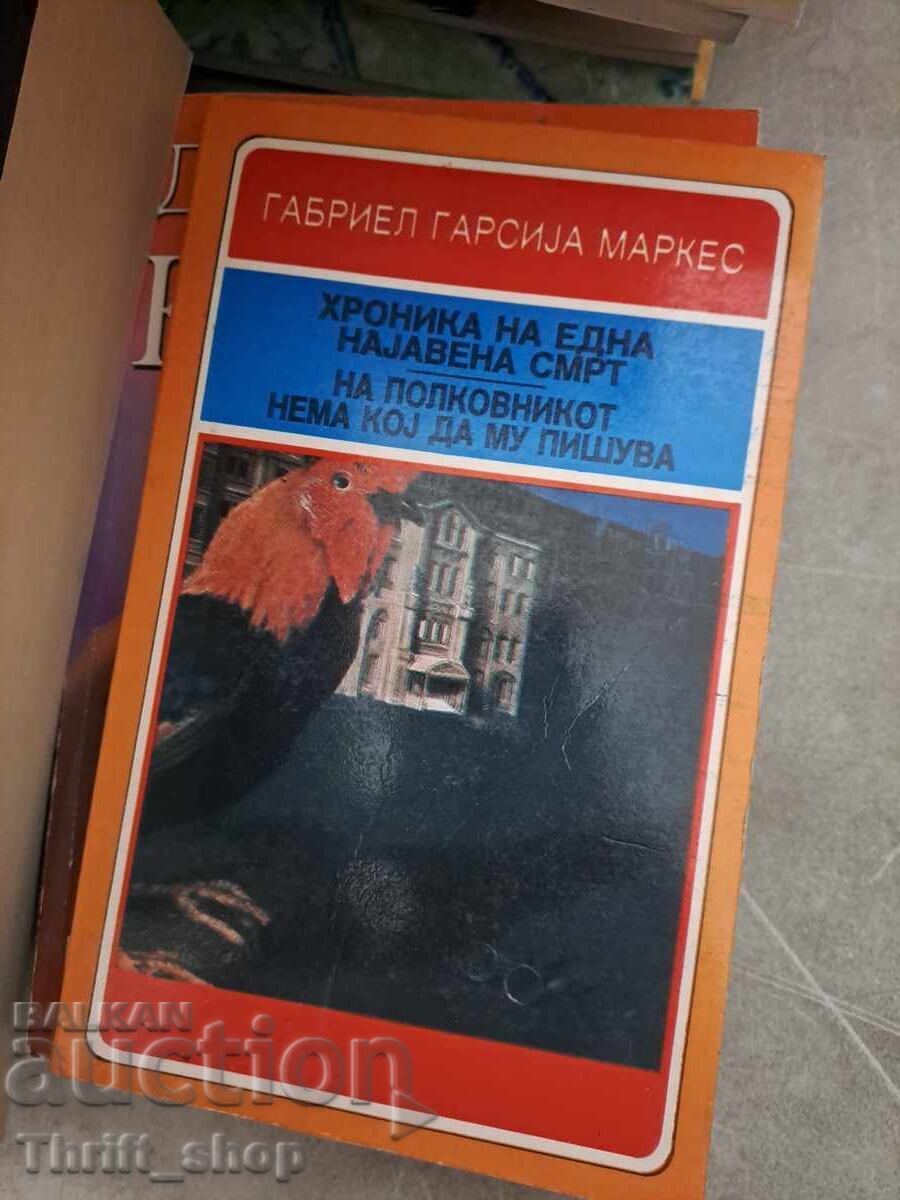 ГАБРИЕЛ ГАРСИЈА МАРКЕС
ХРОНИКА НА ЕДНА
НАЈАВЕНА СМРТ
НА ПОЛКОВНИКОТ
НЕМА КОЈ ДА МУ ПИШУВА
BALKAN
auction
Thrift_shop